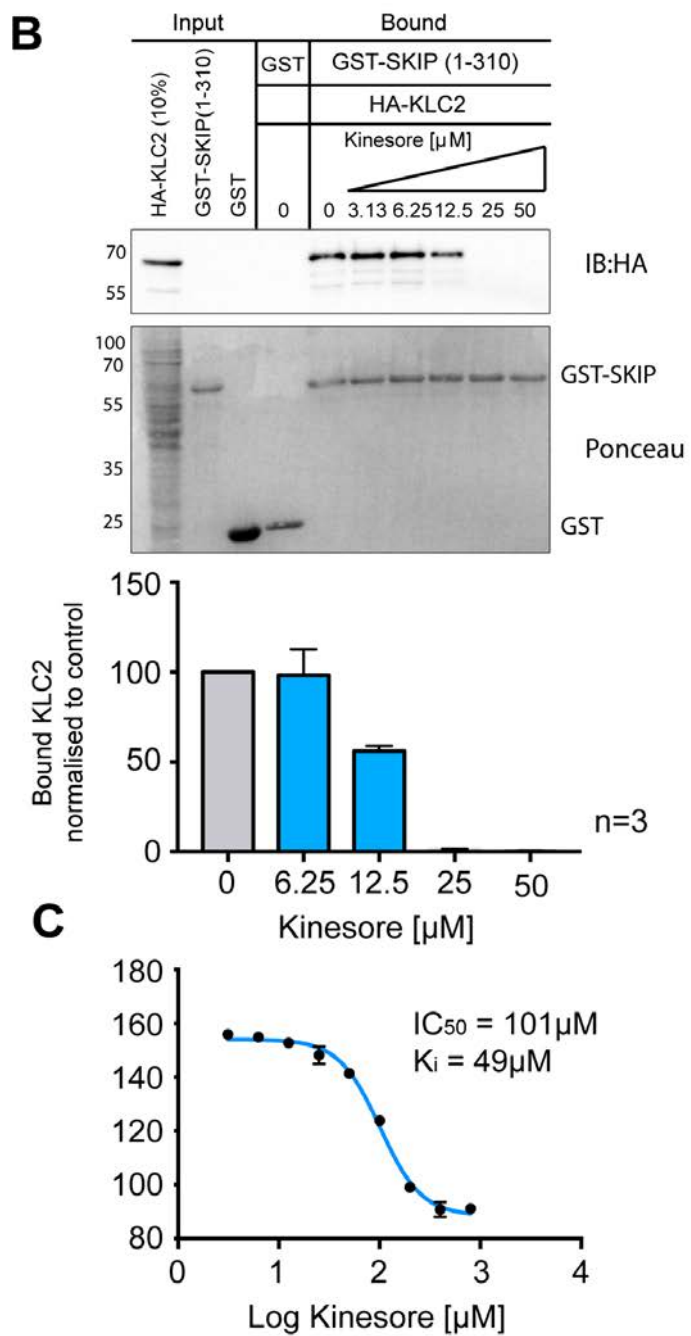 B
Input Bound
HA-KLC2 (10%)
GST-SKIP(1-310)
GST
GST GST-SKIP (1-310)
HA-KLC2
Kinesore [µM]
0 0 3.13 6.25 12.5 25 50
70
55
IB:HA
100
70
55
35
25
GST-SKIP
Ponceau
GST
150
100
50
0
Bound KLC2
normalised to control
n=3
0 6.25 12.5 25 50
Kinesore [µM]
C
180
160
140
120
100
80
IC50 = 101µM
Ki = 49µM
0 1 2 3 4
Log Kinesore [µM]